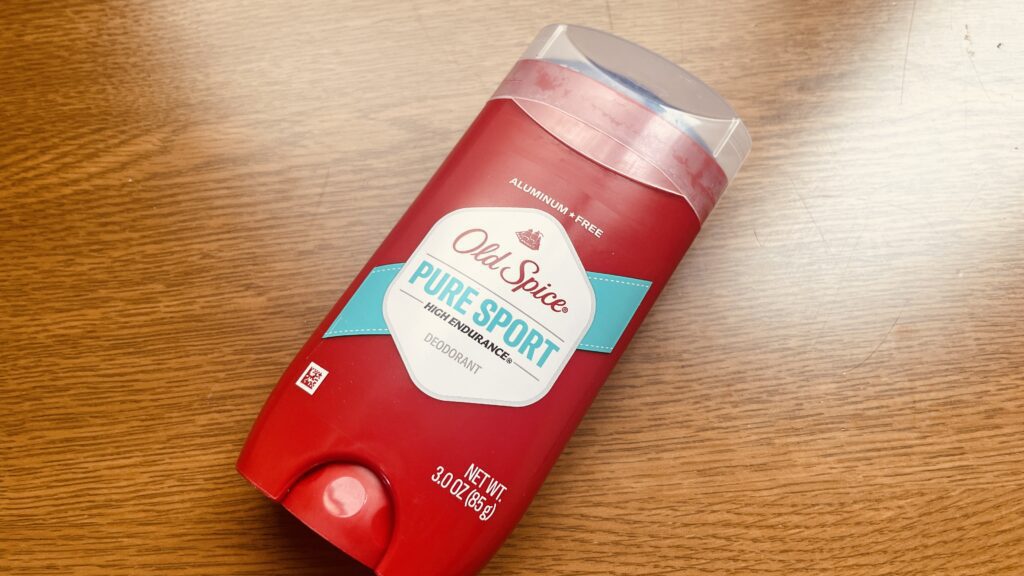 ALUMINUM★FREE
Old Spice®
PURE SPORT
HIGH ENDURANCE®
DEODORANT
NET WT.
3.0 OZ (85 g)